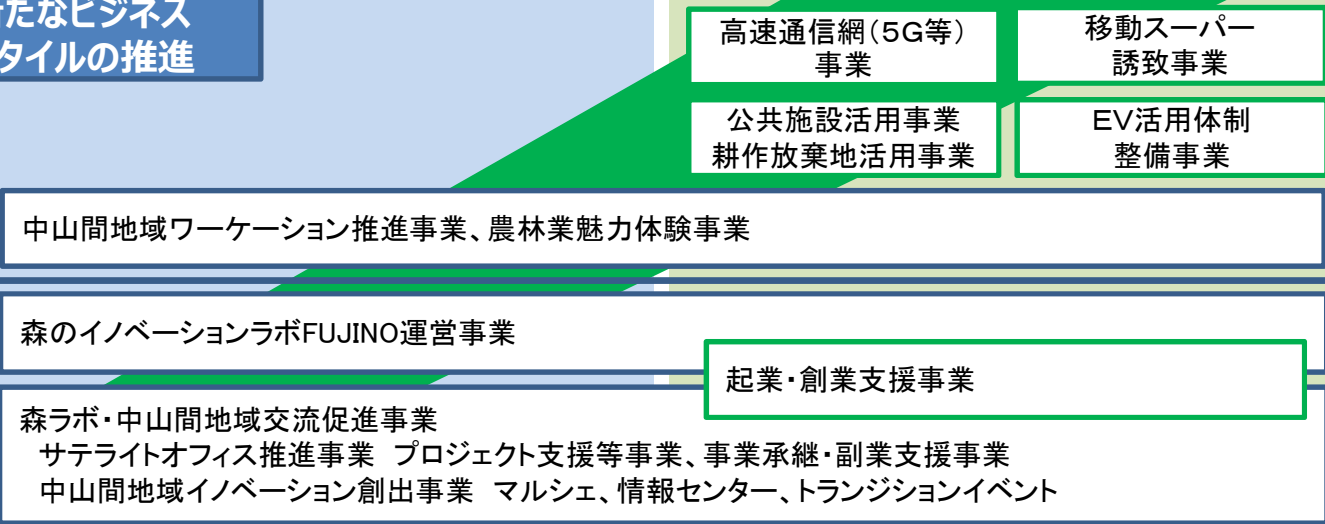 たなビジネス
タイルの推進
高速通信網(5G等)
事業
移動スーパー
誘致事業
公共施設活用事業
耕作放棄地活用事業
EV活用体制
整備事業
中山間地域ワーケーション推進事業、農林業魅力体験事業
森のイノベーションラボFUJINO運営事業
起業・創業支援事業
森ラボ・中山間地域交流促進事業
サテライトオフィス推進事業 プロジェクト支援等事業、事業承継・副業支援事業
中山間地域イノベーション創出事業 マルシェ、情報センター、トランジションイベント